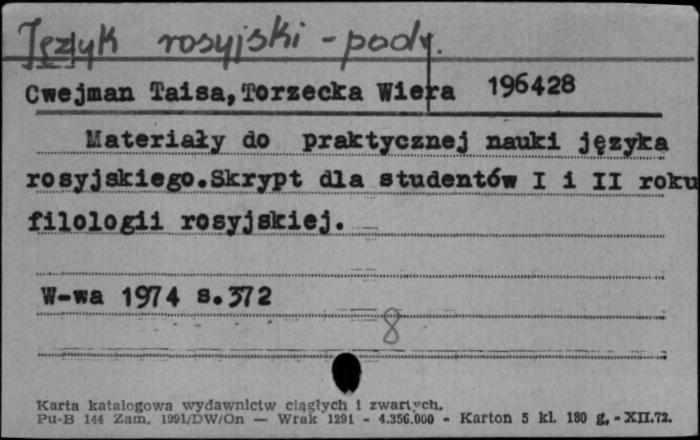 Język rosyjski - podr.
Cwejman Taisa, Torzecka Wiera 196428
Materiały do praktycznej nauki języka
rosyjskiego.Skrypt dla studentów I i II roku
filologii rosyjskiej.
W-wa 1974 s.372
8
Karta katalogowa wydawnictw ciągłych i zwartych.
Pu-B 144 Zam. 1991/DW/On — Wrak 1291 - 4.356.000 - Karton 5 kl. 180 g, - XII.72.